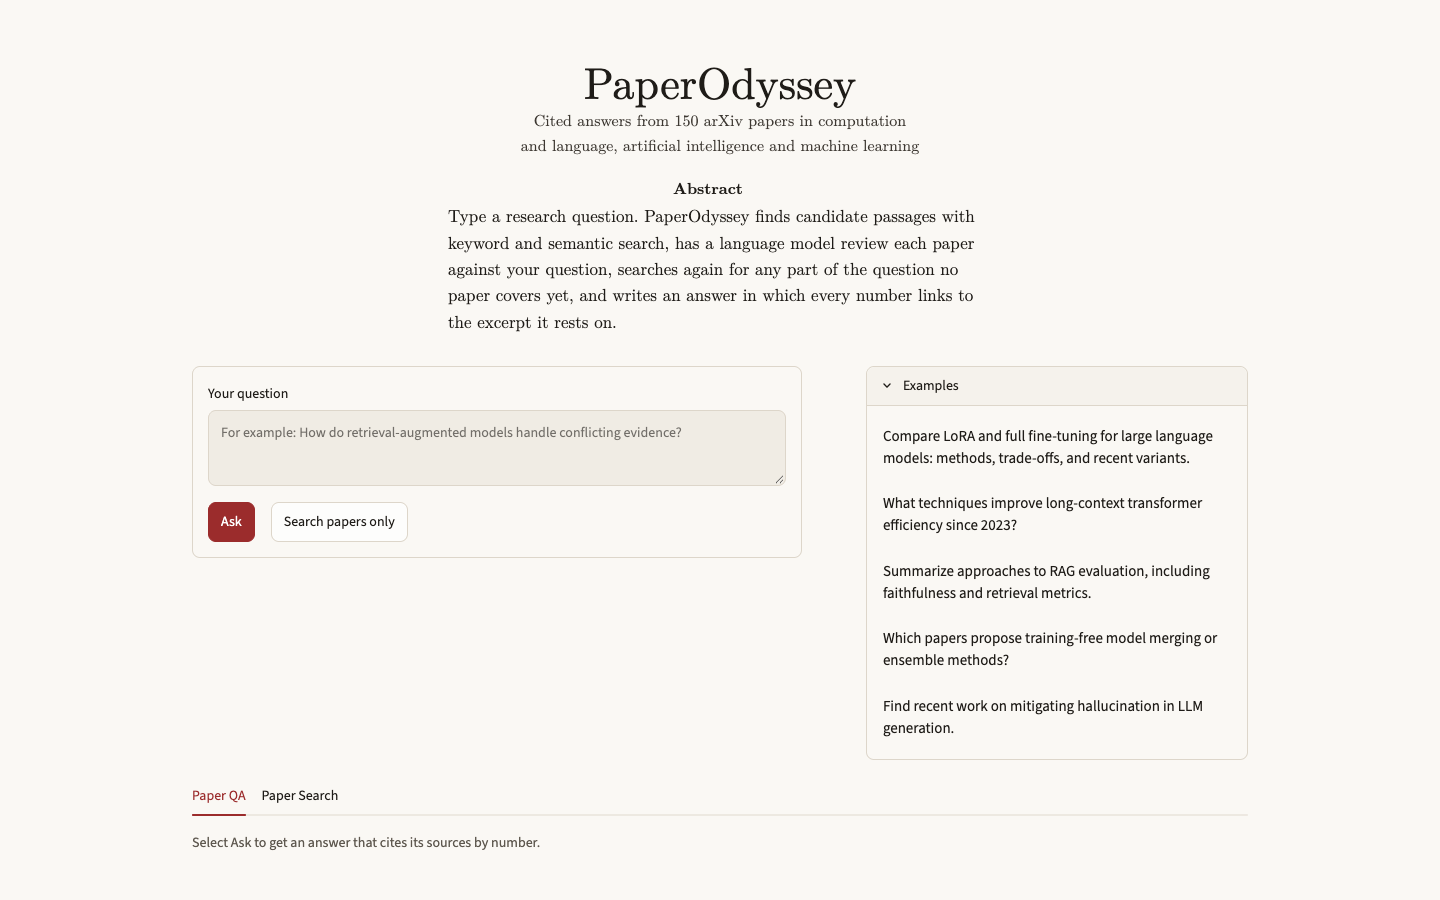 PaperOdyssey
Cited answers from 150 arXiv papers in computation
and language, artificial intelligence and machine learning
Abstract
Type a research question. PaperOdyssey finds candidate passages with
keyword and semantic search, has a language model review each paper
against your question, searches again for any part of the question no
paper covers yet, and writes an answer in which every number links to
the excerpt it rests on.
Your question
For example: How do retrieval-augmented models handle conflicting evidence?
Ask
Search papers only
Examples
Compare LoRA and full fine-tuning for large language
models: methods, trade-offs, and recent variants.
What techniques improve long-context transformer
efficiency since 2023?
Summarize approaches to RAG evaluation, including
faithfulness and retrieval metrics.
Which papers propose training-free model merging or
ensemble methods?
Find recent work on mitigating hallucination in LLM
generation.
Paper QA
Paper Search
Select Ask to get an answer that cites its sources by number.